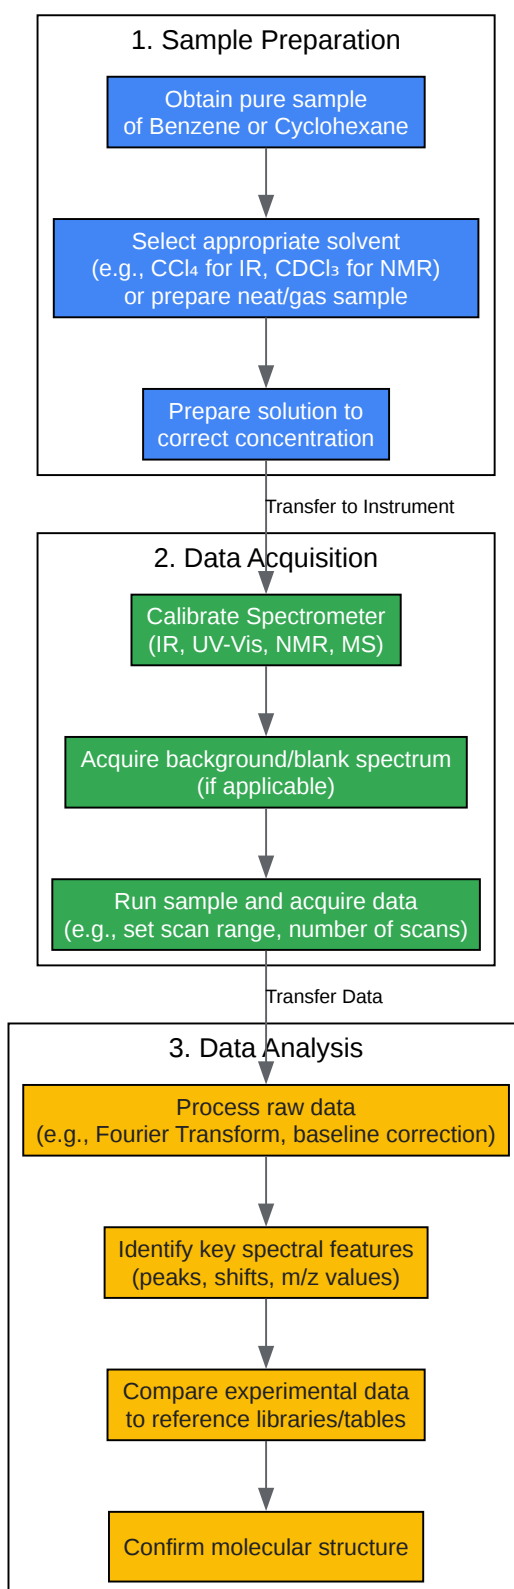 1. Sample Preparation
Obtain pure sample
of Benzene or Cyclohexane
Select appropriate solvent
(e.g., CCl₄ for IR, CDCl₃ for NMR)
or prepare neat/gas sample
Prepare solution to
correct concentration
Transfer to Instrument
2. Data Acquisition
Calibrate Spectrometer
(IR, UV-Vis, NMR, MS)
Acquire background/blank spectrum
(if applicable)
Run sample and acquire data
(e.g., set scan range, number of scans)
Transfer Data
3. Data Analysis
Process raw data
(e.g., Fourier Transform, baseline correction)
Identify key spectral features
(peaks, shifts, m/z values)
Compare experimental data
to reference libraries/tables
Confirm molecular structure